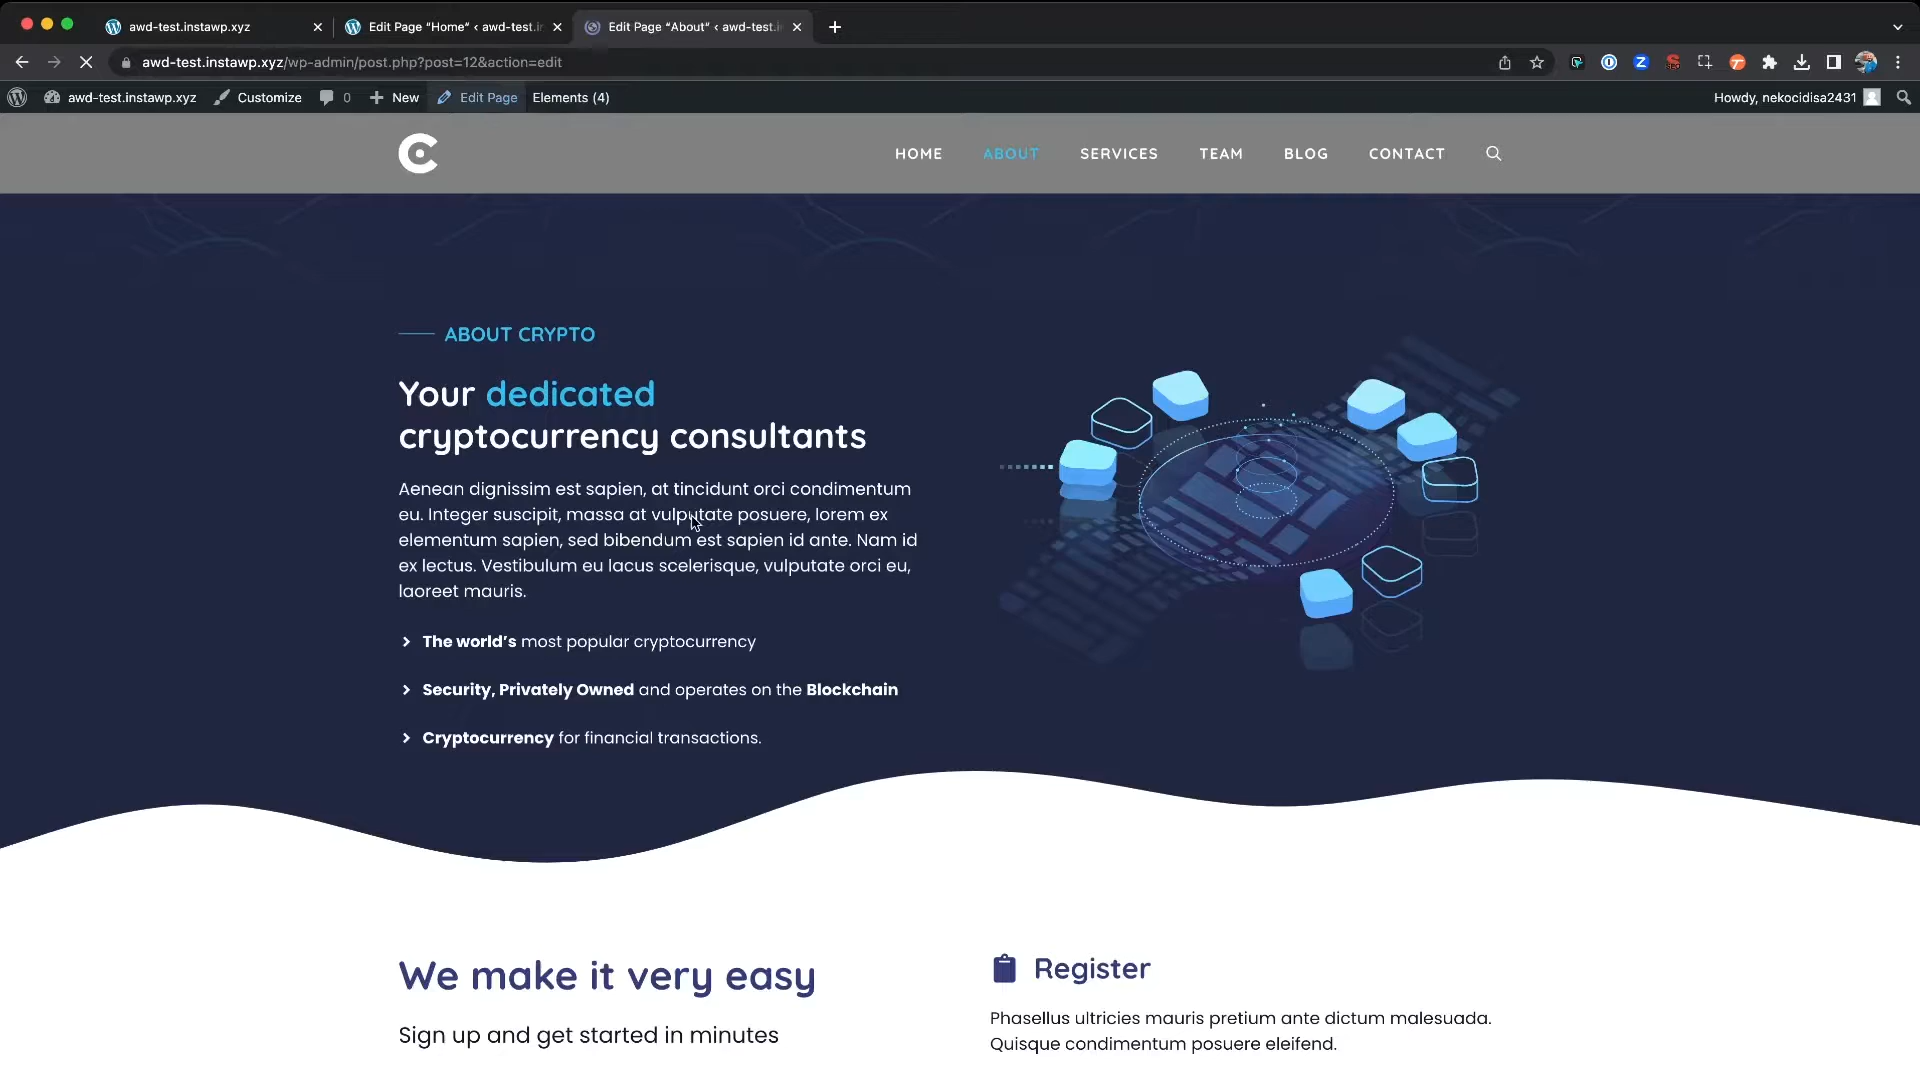 awd-test.instawp.xyz
Edit Page “Home” ‹ awd-test.i
Edit Page “About” ‹ awd-test.i
awd-test.instawp.xyz/wp-admin/post.php?post=12&action=edit
awd-test.instawp.xyz Customize 0 New Edit Page Elements (4) Howdy, nekocidisa2431
HOME ABOUT SERVICES TEAM BLOG CONTACT
ABOUT CRYPTO
Your dedicated
cryptocurrency consultants
Aenean dignissim est sapien, at tincidunt orci condimentum
eu. Integer suscipit, massa at vulputate posuere, lorem ex
elementum sapien, sed bibendum est sapien id ante. Nam id
ex lectus. Vestibulum eu lacus scelerisque, vulputate orci eu,
laoreet mauris.
The world’s most popular cryptocurrency
Security, Privately Owned and operates on the Blockchain
Cryptocurrency for financial transactions.
We make it very easy
Sign up and get started in minutes
Register
Phasellus ultricies mauris pretium ante dictum malesuada.
Quisque condimentum posuere eleifend.